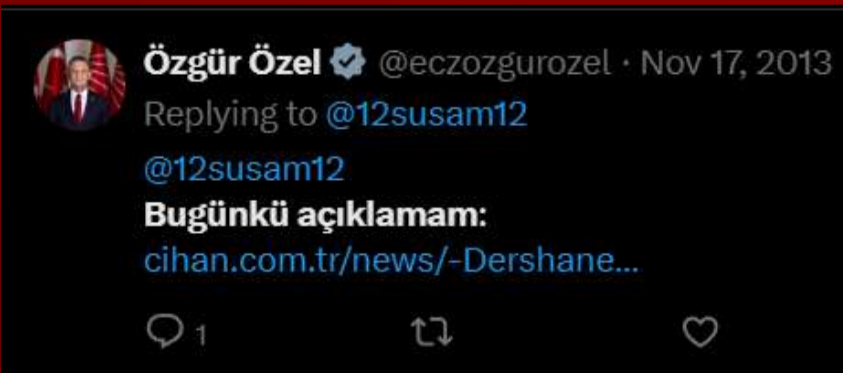 Özgür Özel @eczozgurozel · Nov 17, 2013
Replying to @12susam12
@12susam12
Bugünkü açıklamam:
cihan.com.tr/news/-Dershane...
1